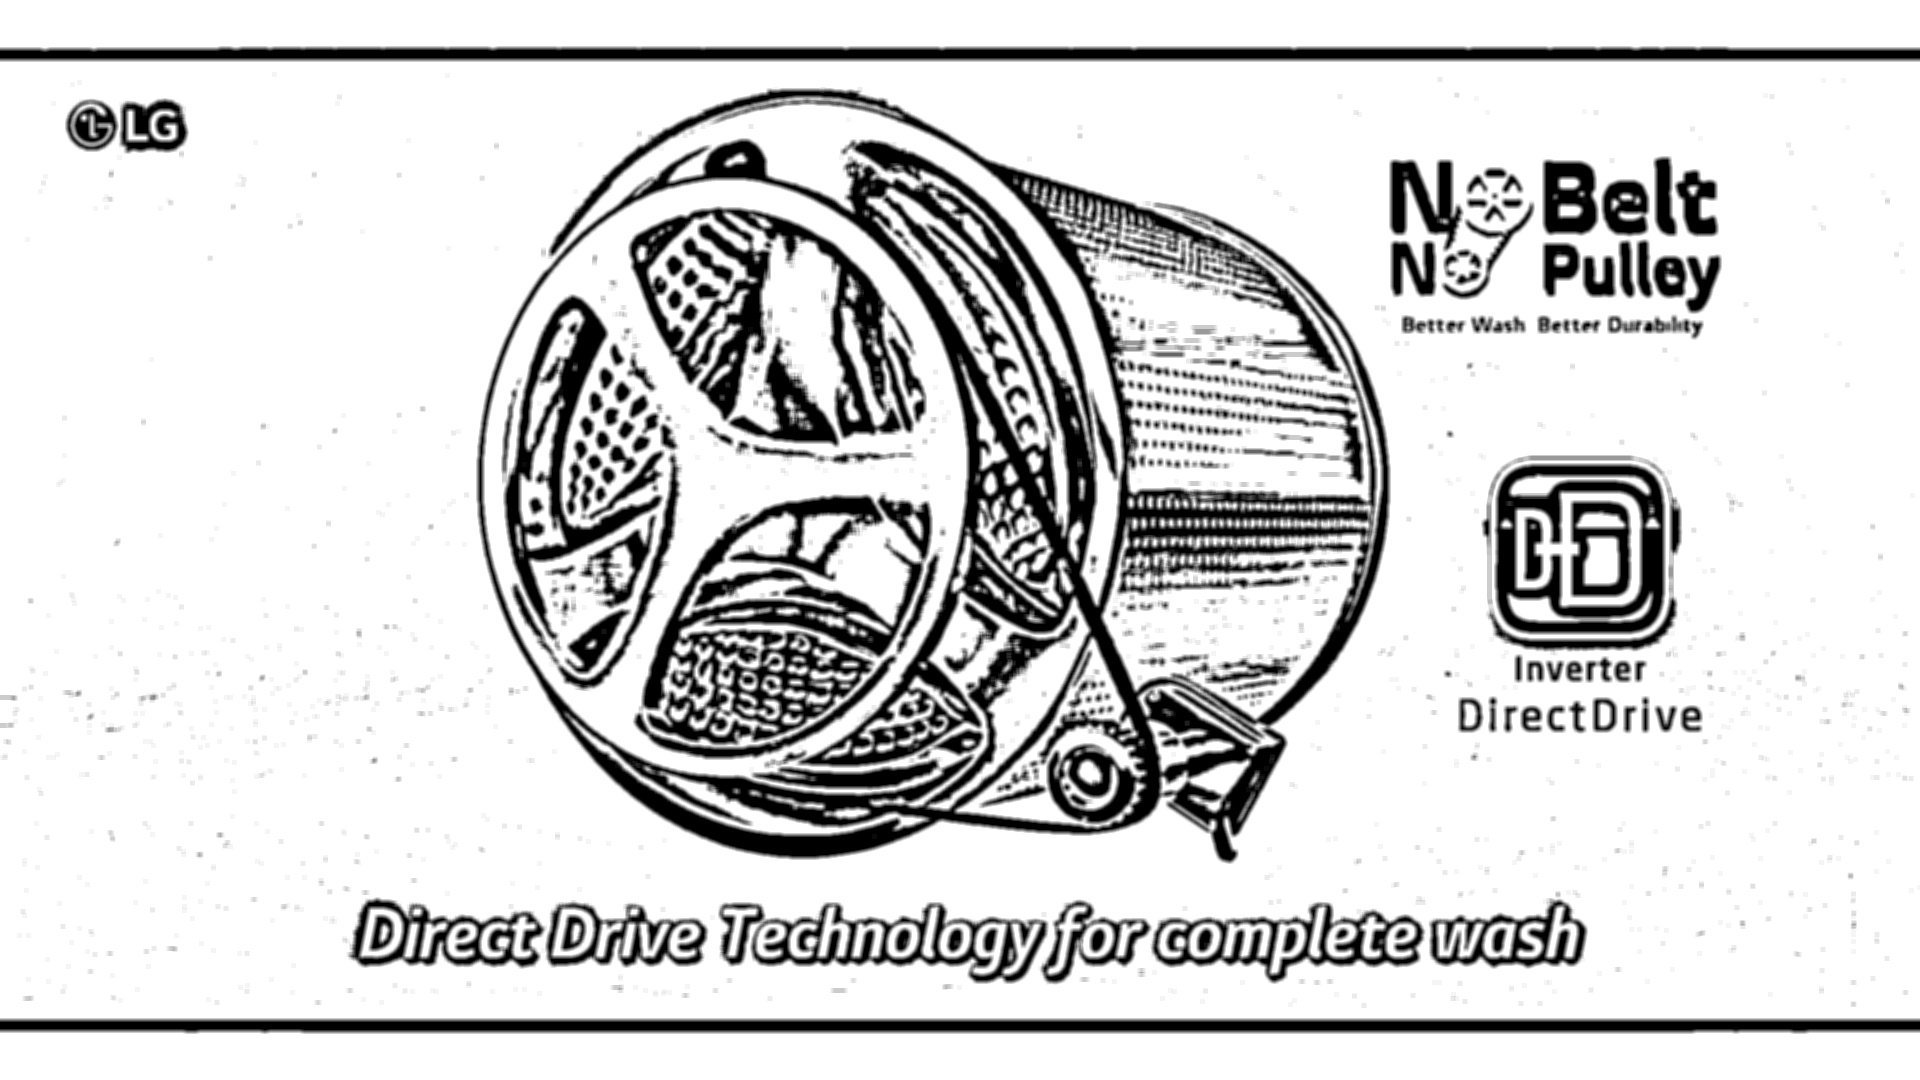 LG
No Belt
No Pulley
Better Wash Better Durability
DD
Inverter
DirectDrive
Direct Drive Technology for complete wash